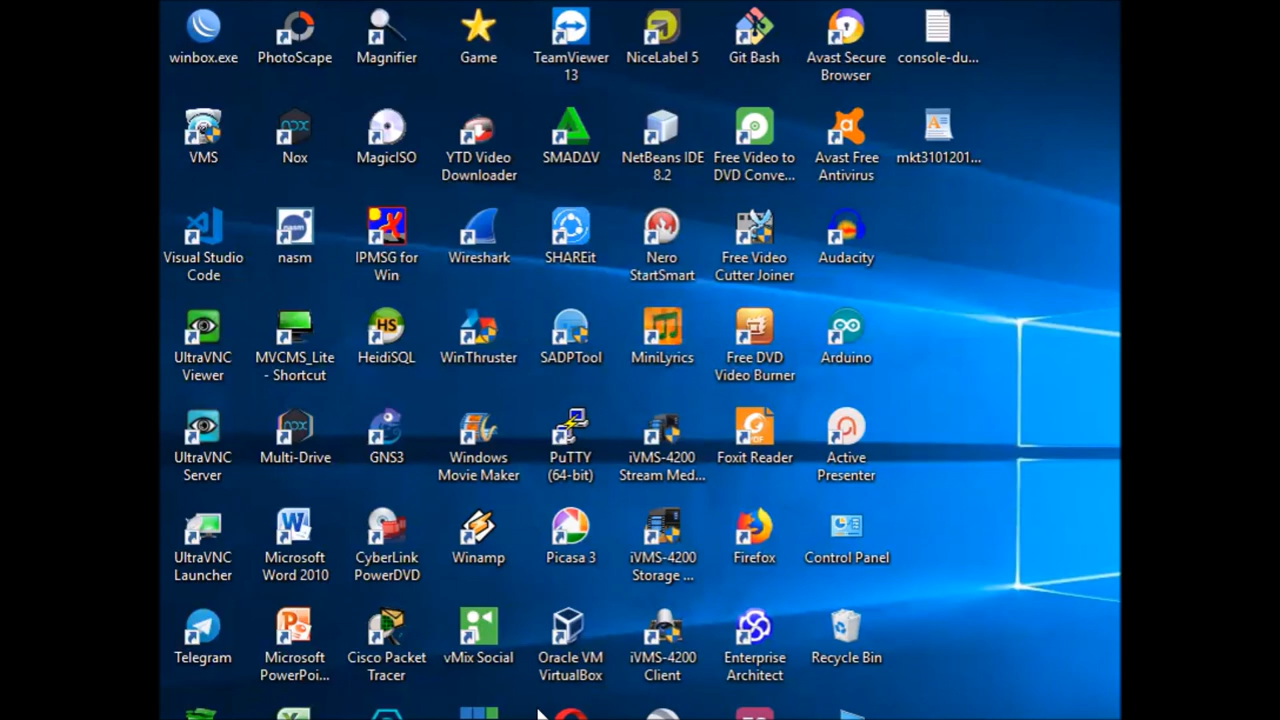 winbox.exe
PhotoScape
Magnifier
Game
TeamViewer
13
NiceLabel 5
Git Bash
Avast Secure
Browser
console-du...
VMS
Nox
MagicISO
YTD Video
Downloader
SMADΔV
NetBeans IDE
8.2
Free Video to
DVD Conve...
Avast Free
Antivirus
mkt3101201...
Visual Studio
Code
nasm
nasm
IPMSG for
Win
Wireshark
SHAREit
Nero
StartSmart
Free Video
Cutter Joiner
Audacity
UltraVNC
Viewer
MVCMS_Lite
- Shortcut
HS
HeidiSQL
WinThruster
SADPTool
MiniLyrics
Free DVD
Video Burner
Arduino
UltraVNC
Server
nox
Multi-Drive
GNS3
Windows
Movie Maker
PuTTY
(64-bit)
iVMS-4200
Stream Med...
PDF
Foxit Reader
Active
Presenter
UltraVNC
Launcher
Microsoft
Word 2010
CyberLink
PowerDVD
Winamp
Picasa 3
iVMS-4200
Storage ...
Firefox
Control Panel
Telegram
Microsoft
PowerPoi...
Cisco Packet
Tracer
vMix Social
Oracle VM
VirtualBox
iVMS-4200
Client
Enterprise
Architect
Recycle Bin